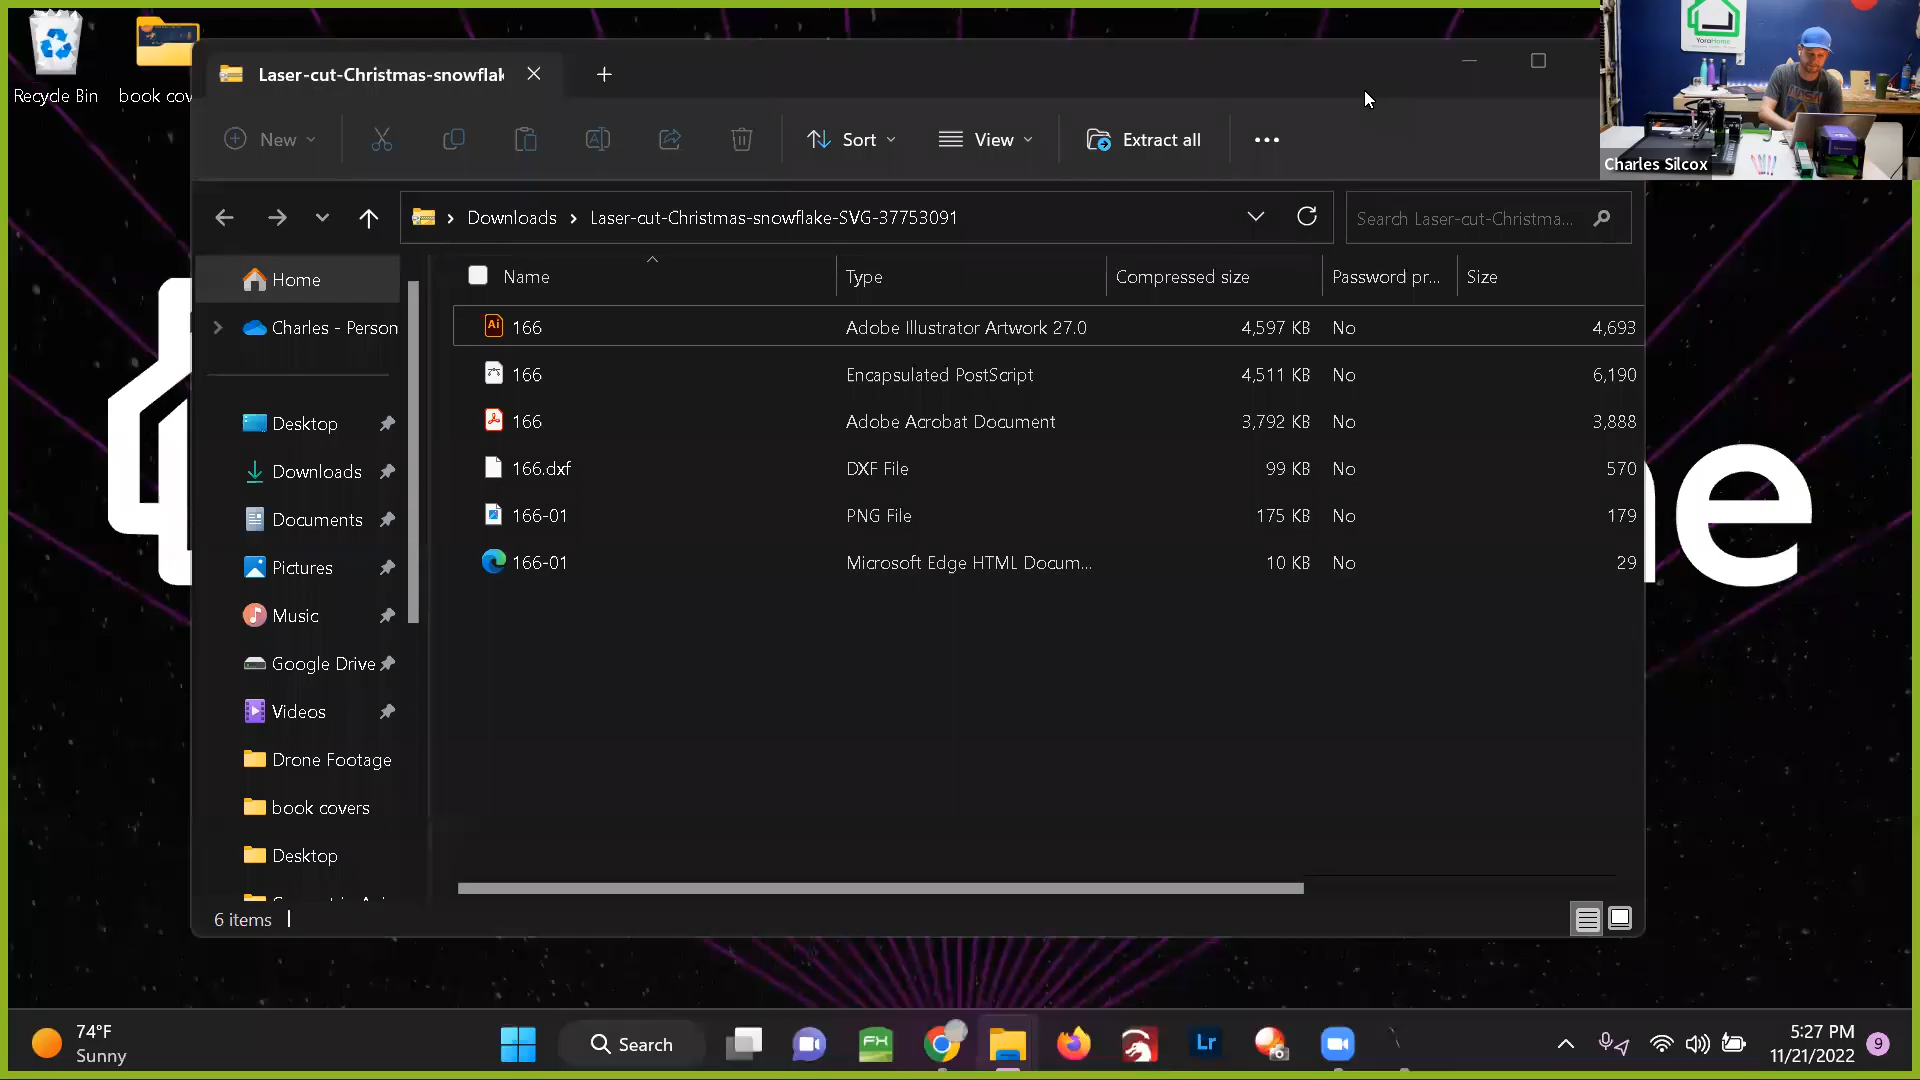 Recycle Bin
book cov
Laser-cut-Christmas-snowflak
New
Sort
View
Extract all
YoraHome
Charles Silcox
Downloads
Laser-cut-Christmas-snowflake-SVG-37753091
Search Laser-cut-Christma...
Home
Charles - Person
Desktop
Downloads
Documents
Pictures
Music
Google Drive
Videos
Drone Footage
book covers
Desktop
Name Type Compressed size Password pr... Size
Ai 166 Adobe Illustrator Artwork 27.0 4,597 KB No 4,693
166 Encapsulated PostScript 4,511 KB No 6,190
166 Adobe Acrobat Document 3,792 KB No 3,888
166.dxf DXF File 99 KB No 570
166-01 PNG File 175 KB No 179
166-01 Microsoft Edge HTML Docum... 10 KB No 29
6 items
ne
74°F
Sunny
Search
FX
Lr
5:27 PM
11/21/2022
9